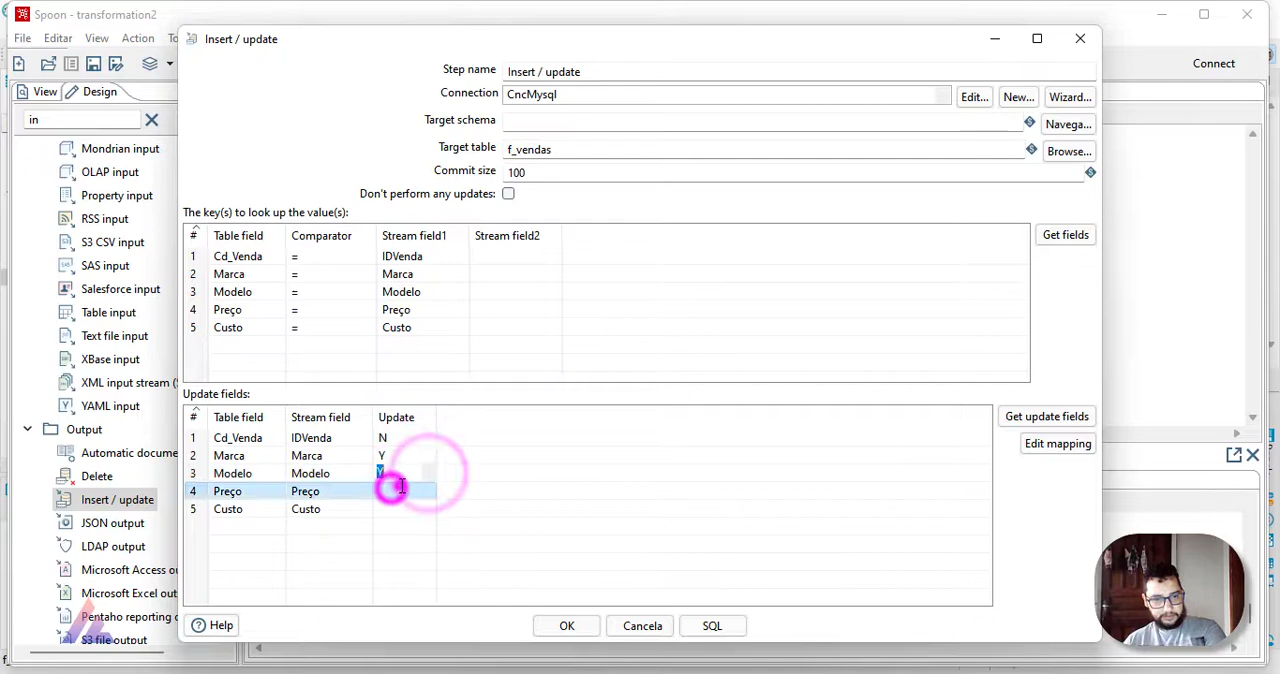 Spoon - transformation2
File Editar View Action To
Connect
View Design
in
Mondrian input
OLAP input
Property input
RSS input
S3 CSV input
SAS input
Salesforce input
Table input
Text file input
XBase input
XML input stream (S
YAML input
Output
Automatic docume
Delete
Insert / update
JSON output
LDAP output
Microsoft Access ou
Microsoft Excel out
Pentaho reporting
S3 file output
Insert / update
Step name Insert / update
Connection CncMysql Edit... New... Wizard...
Target schema Navega...
Target table f_vendas Browse...
Commit size 100
Don't perform any updates:
The key(s) to look up the value(s):
# Table field Comparator Stream field1 Stream field2 Get fields
1 Cd_Venda = IDVenda
2 Marca = Marca
3 Modelo = Modelo
4 Preço = Preço
5 Custo = Custo
Update fields:
# Table field Stream field Update Get update fields
1 Cd_Venda IDVenda N Edit mapping
2 Marca Marca Y
3 Modelo Modelo Y
4 Preço Preço
5 Custo Custo
Help OK Cancela SQL